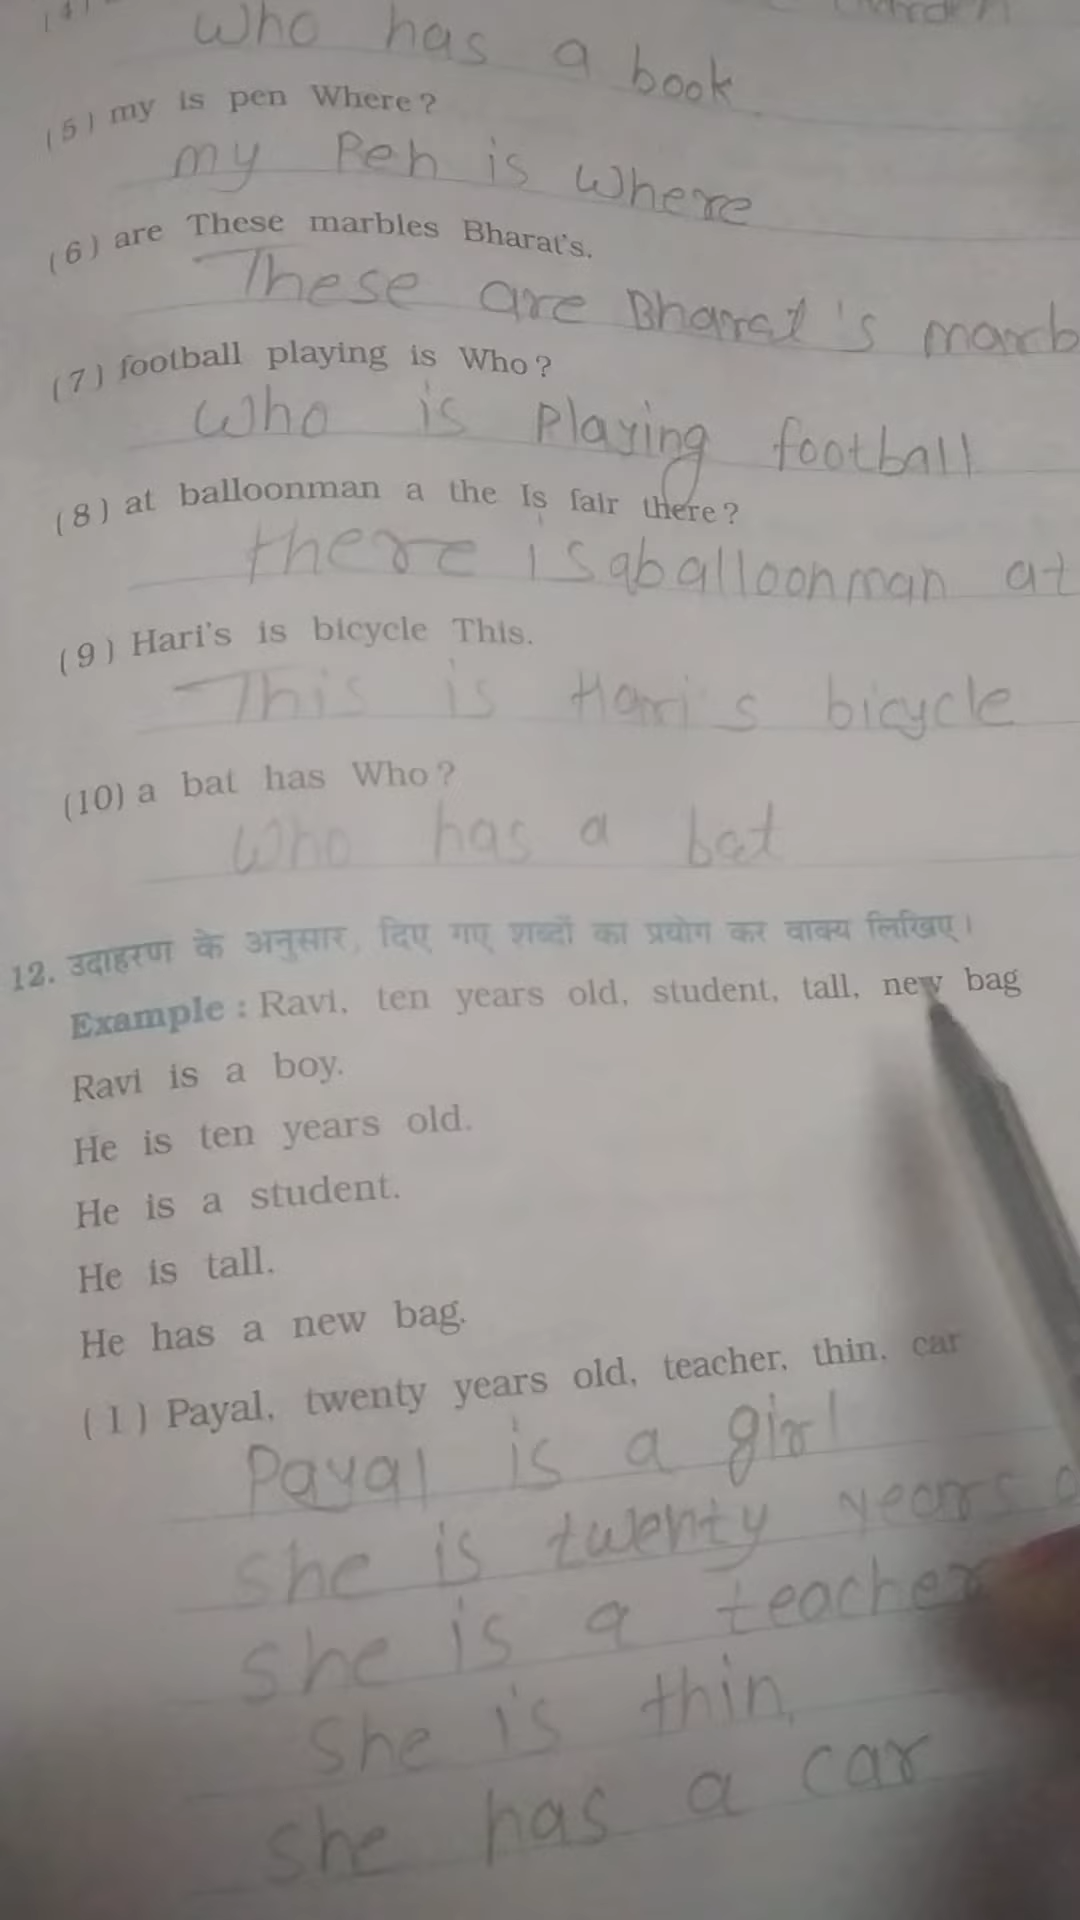 Who has a book
(5) my is pen Where?
my Pen is where
(6) are These marbles Bharat's.
These are Bharat's marb
(7) football playing is Who?
Who is Playing football
(8) at balloonman a the Is fair there?
there is a balloonman at
(9) Hari's is bicycle This.
This is Hari's bicycle
(10) a bat has Who?
Who has a bat
12. उदाहरण के अनुसार, दिए गए शब्दों का प्रयोग कर वाक्य लिखिए।
Example : Ravi, ten years old, student, tall, new bag
Ravi is a boy.
He is ten years old.
He is a student.
He is tall.
He has a new bag.
(1) Payal, twenty years old, teacher, thin, car
Payal is a girl
she is twenty years
she is a teacher
She is thin
she has a car